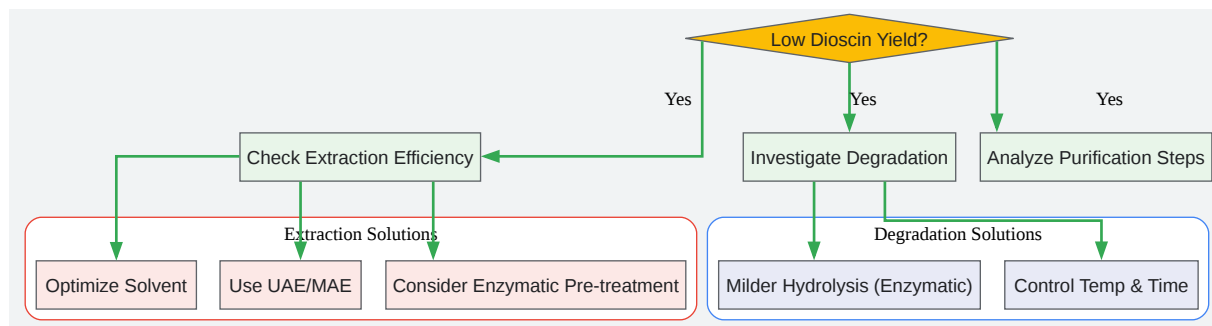 Low Dioscin Yield?
Yes
Yes
Yes
Check Extraction Efficiency
Investigate Degradation
Analyze Purification Steps
Extraction Solutions
Degradation Solutions
Optimize Solvent
Use UAE/MAE
Consider Enzymatic Pre-treatment
Milder Hydrolysis (Enzymatic)
Control Temp & Time